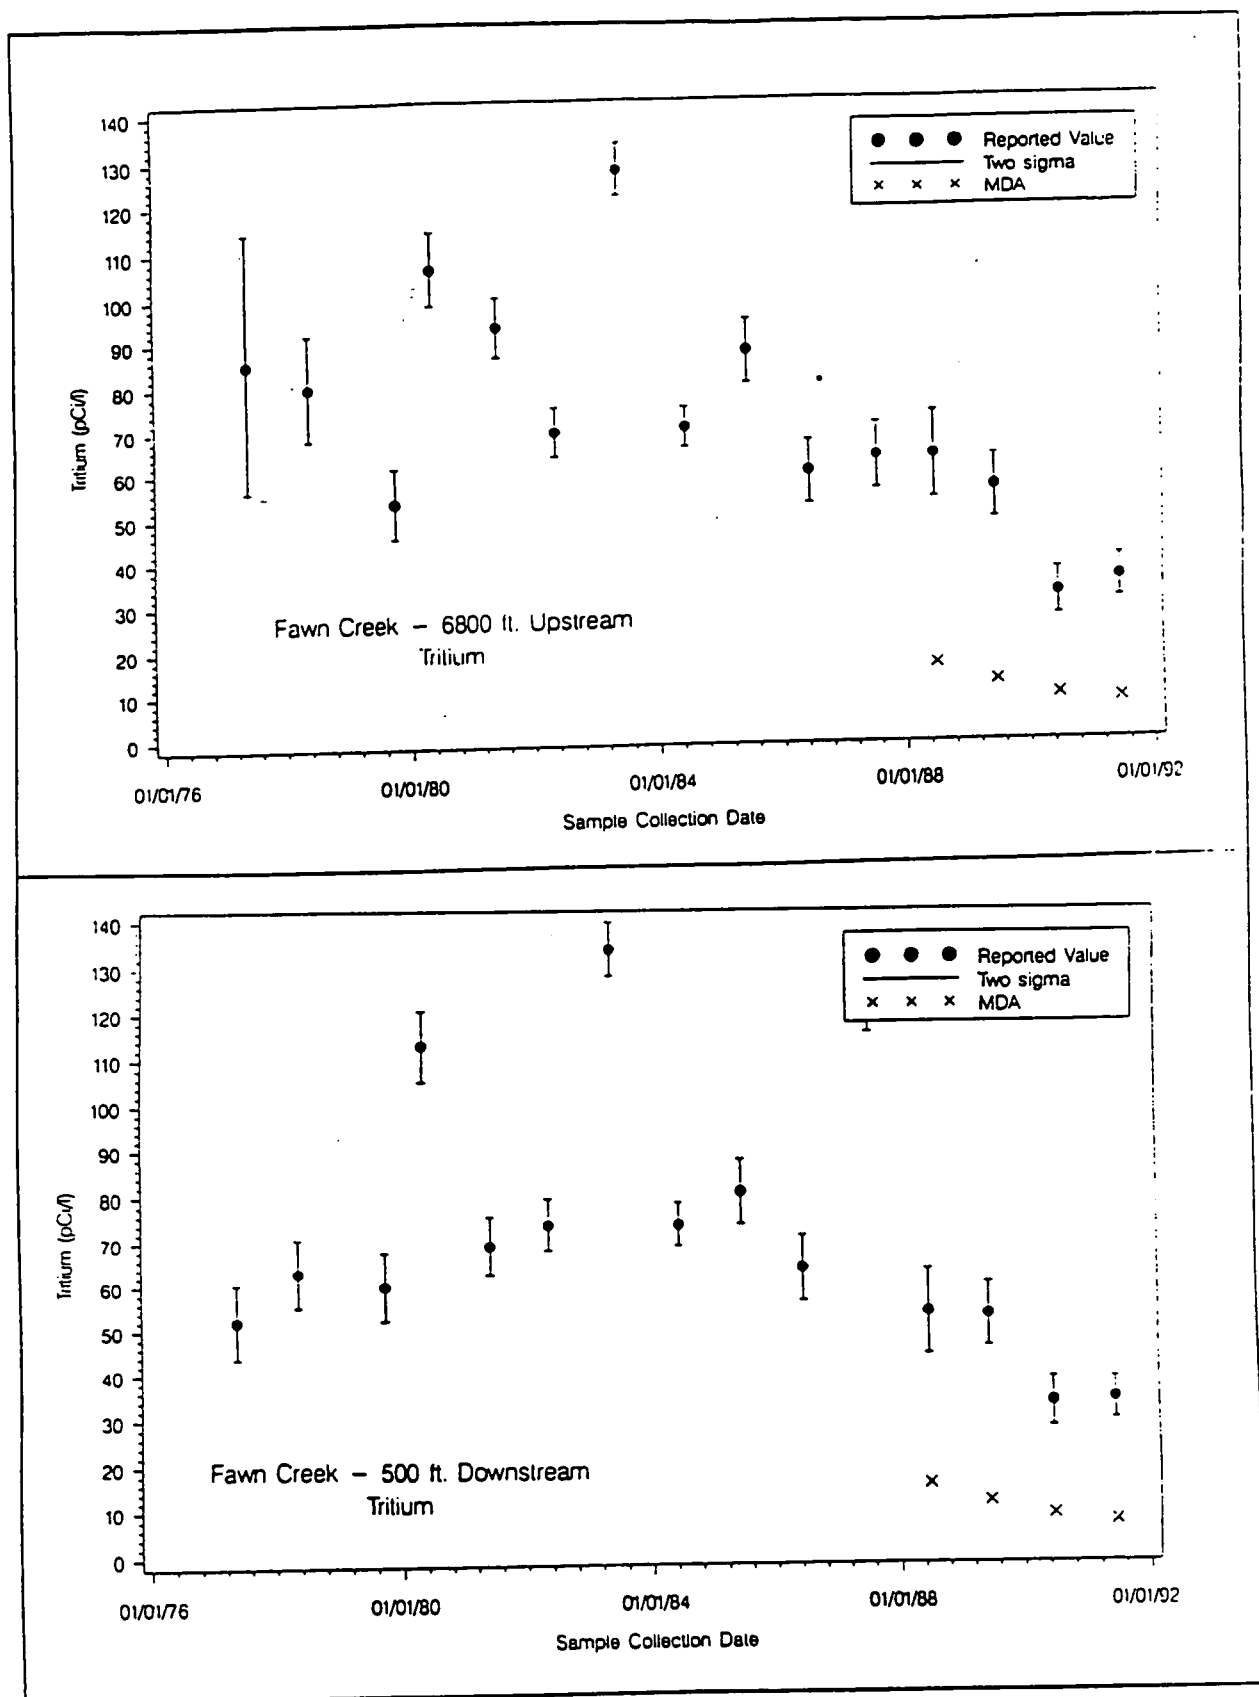 140
130
120
110
100
90
80
70
60
50
40
30
20
10
0
Tritium (pCi/l)
Reported Value
Two sigma
MDA
Fawn Creek – 6800 ft. Upstream
Tritium
01/01/76
01/01/80
01/01/84
01/01/88
01/01/92
Sample Collection Date
140
130
120
110
100
90
80
70
60
50
40
30
20
10
0
Tritium (pCi/l)
Reported Value
Two sigma
MDA
Fawn Creek – 500 ft. Downstream
Tritium
01/01/76
01/01/80
01/01/84
01/01/88
01/01/92
Sample Collection Date